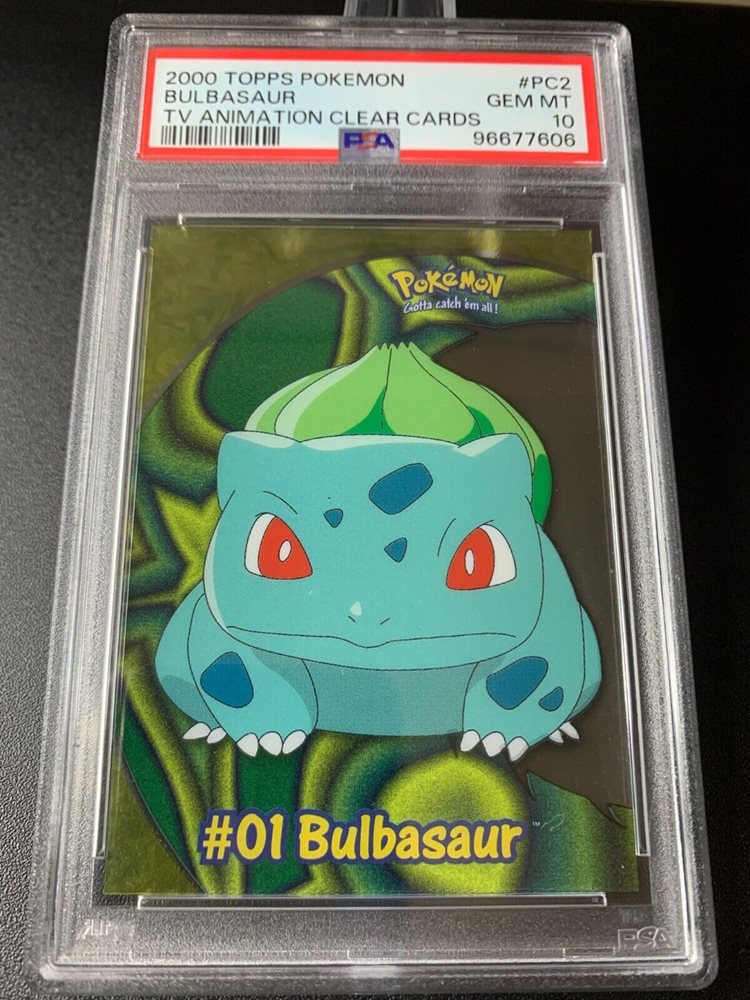 2000 TOPPS POKEMON #PC2
BULBASAUR GEM MT
TV ANIMATION CLEAR CARDS 10
PSA 96677606
POKéMON
Gotta catch 'em all!
#01 Bulbasaur ™
PSA